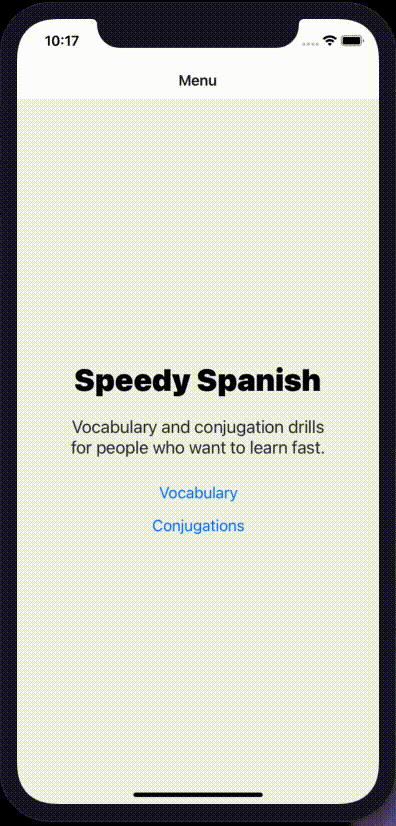 10:17
Menu
Speedy Spanish
Vocabulary and conjugation drills
for people who want to learn fast.
Vocabulary
Conjugations